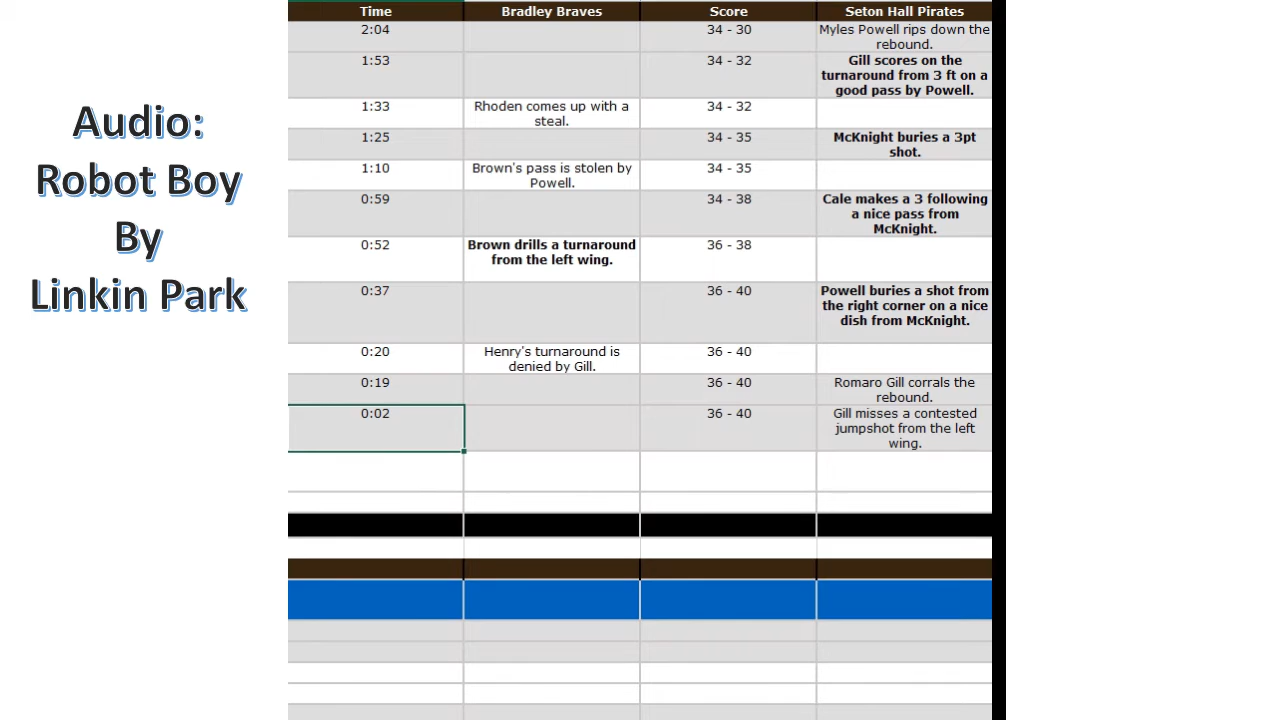 Audio:
Robot Boy
By
Linkin Park
Time Bradley Braves Score Seton Hall Pirates
2:04 34 - 30 Myles Powell rips down the
rebound.
1:53 34 - 32 Gill scores on the
turnaround from 3 ft on a
good pass by Powell.
1:33 Rhoden comes up with a 34 - 32
steal.
1:25 34 - 35 McKnight buries a 3pt
shot.
1:10 Brown's pass is stolen by 34 - 35
Powell.
0:59 34 - 38 Cale makes a 3 following
a nice pass from
McKnight.
0:52 Brown drills a turnaround 36 - 38
from the left wing.
0:37 36 - 40 Powell buries a shot from
the right corner on a nice
dish from McKnight.
0:20 Henry's turnaround is 36 - 40
denied by Gill.
0:19 36 - 40 Romaro Gill corrals the
rebound.
0:02 36 - 40 Gill misses a contested
jumpshot from the left
wing.